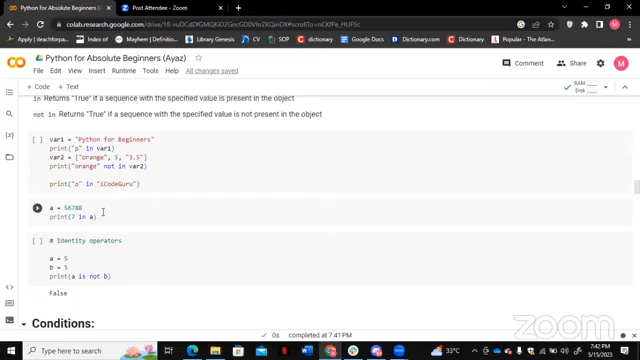 Python for Absolute Beginners (A
Post Attendee - Zoom
colab.research.google.com/drive/
Apply | iteachforpak...
Mayhem | Definitio...
Library Genesis
CV
SOP
dictionary
Google Docs
Dictionary.com
Popular - The Atlan...
Python for Absolute Beginners (Ayaz)
Comment
Share
File Edit View Insert Runtime Tools Help All changes saved
+ Code + Text
RAM
Disk
in Returns "True" if a sequence with the specified value is present in the object
not in Returns "True" if a sequence with the specified value is not present in the object
[ ] var1 = "Python for Beginners"
print("p" in var1)
var2 = ["orange", 5, "3.5"]
print("orange" not in var2)
print("o" in "iCodeGuru")
a = 56788
print(7 in a)
[ ] # Identity operators
a = 5
b = 5
print(a is not b)
False
Conditions:
0s completed at 7:41 PM
zoom
Type here to search
33°C
7:42 PM
5/15/2023